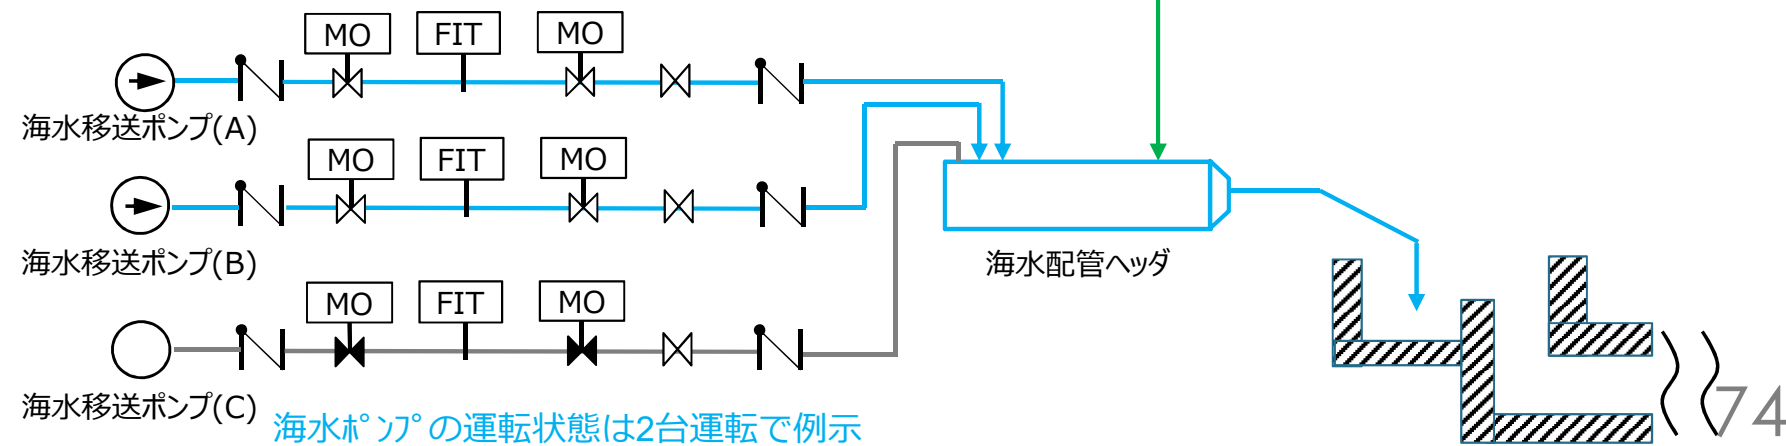 MO FIT MO
海水移送ポンプ(A)
MO FIT MO
海水移送ポンプ(B)
海水配管ヘッダ
MO FIT MO
海水移送ポンプ(C)
海水ﾎﾟﾝﾌﾟの運転状態は2台運転で例示
74